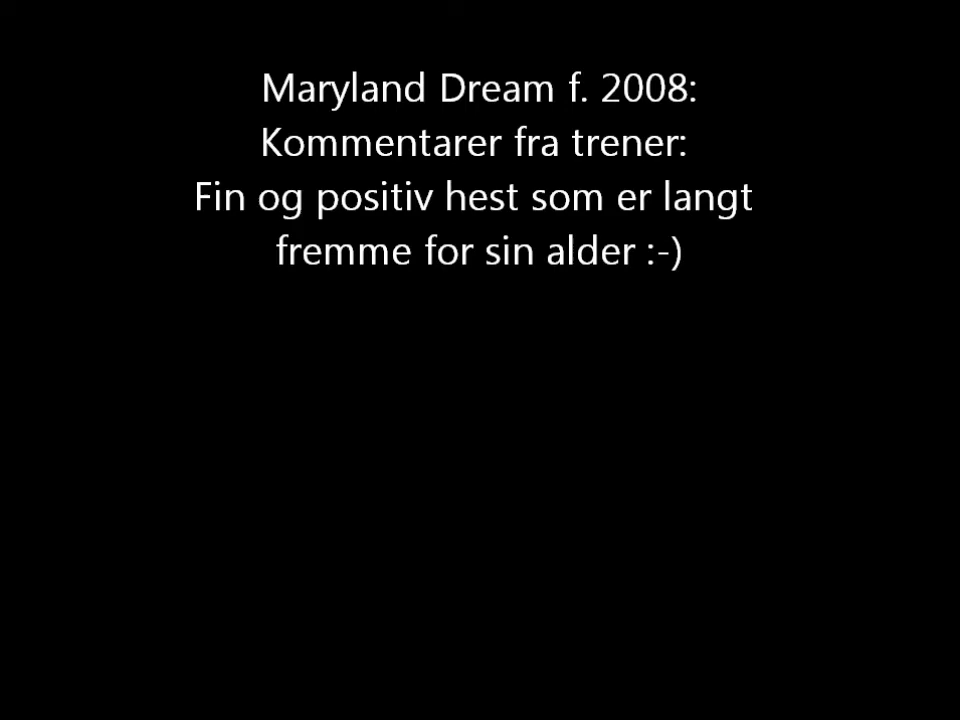 Maryland Dream f. 2008:
Kommentarer fra trener:
Fin og positiv hest som er langt
fremme for sin alder :-)